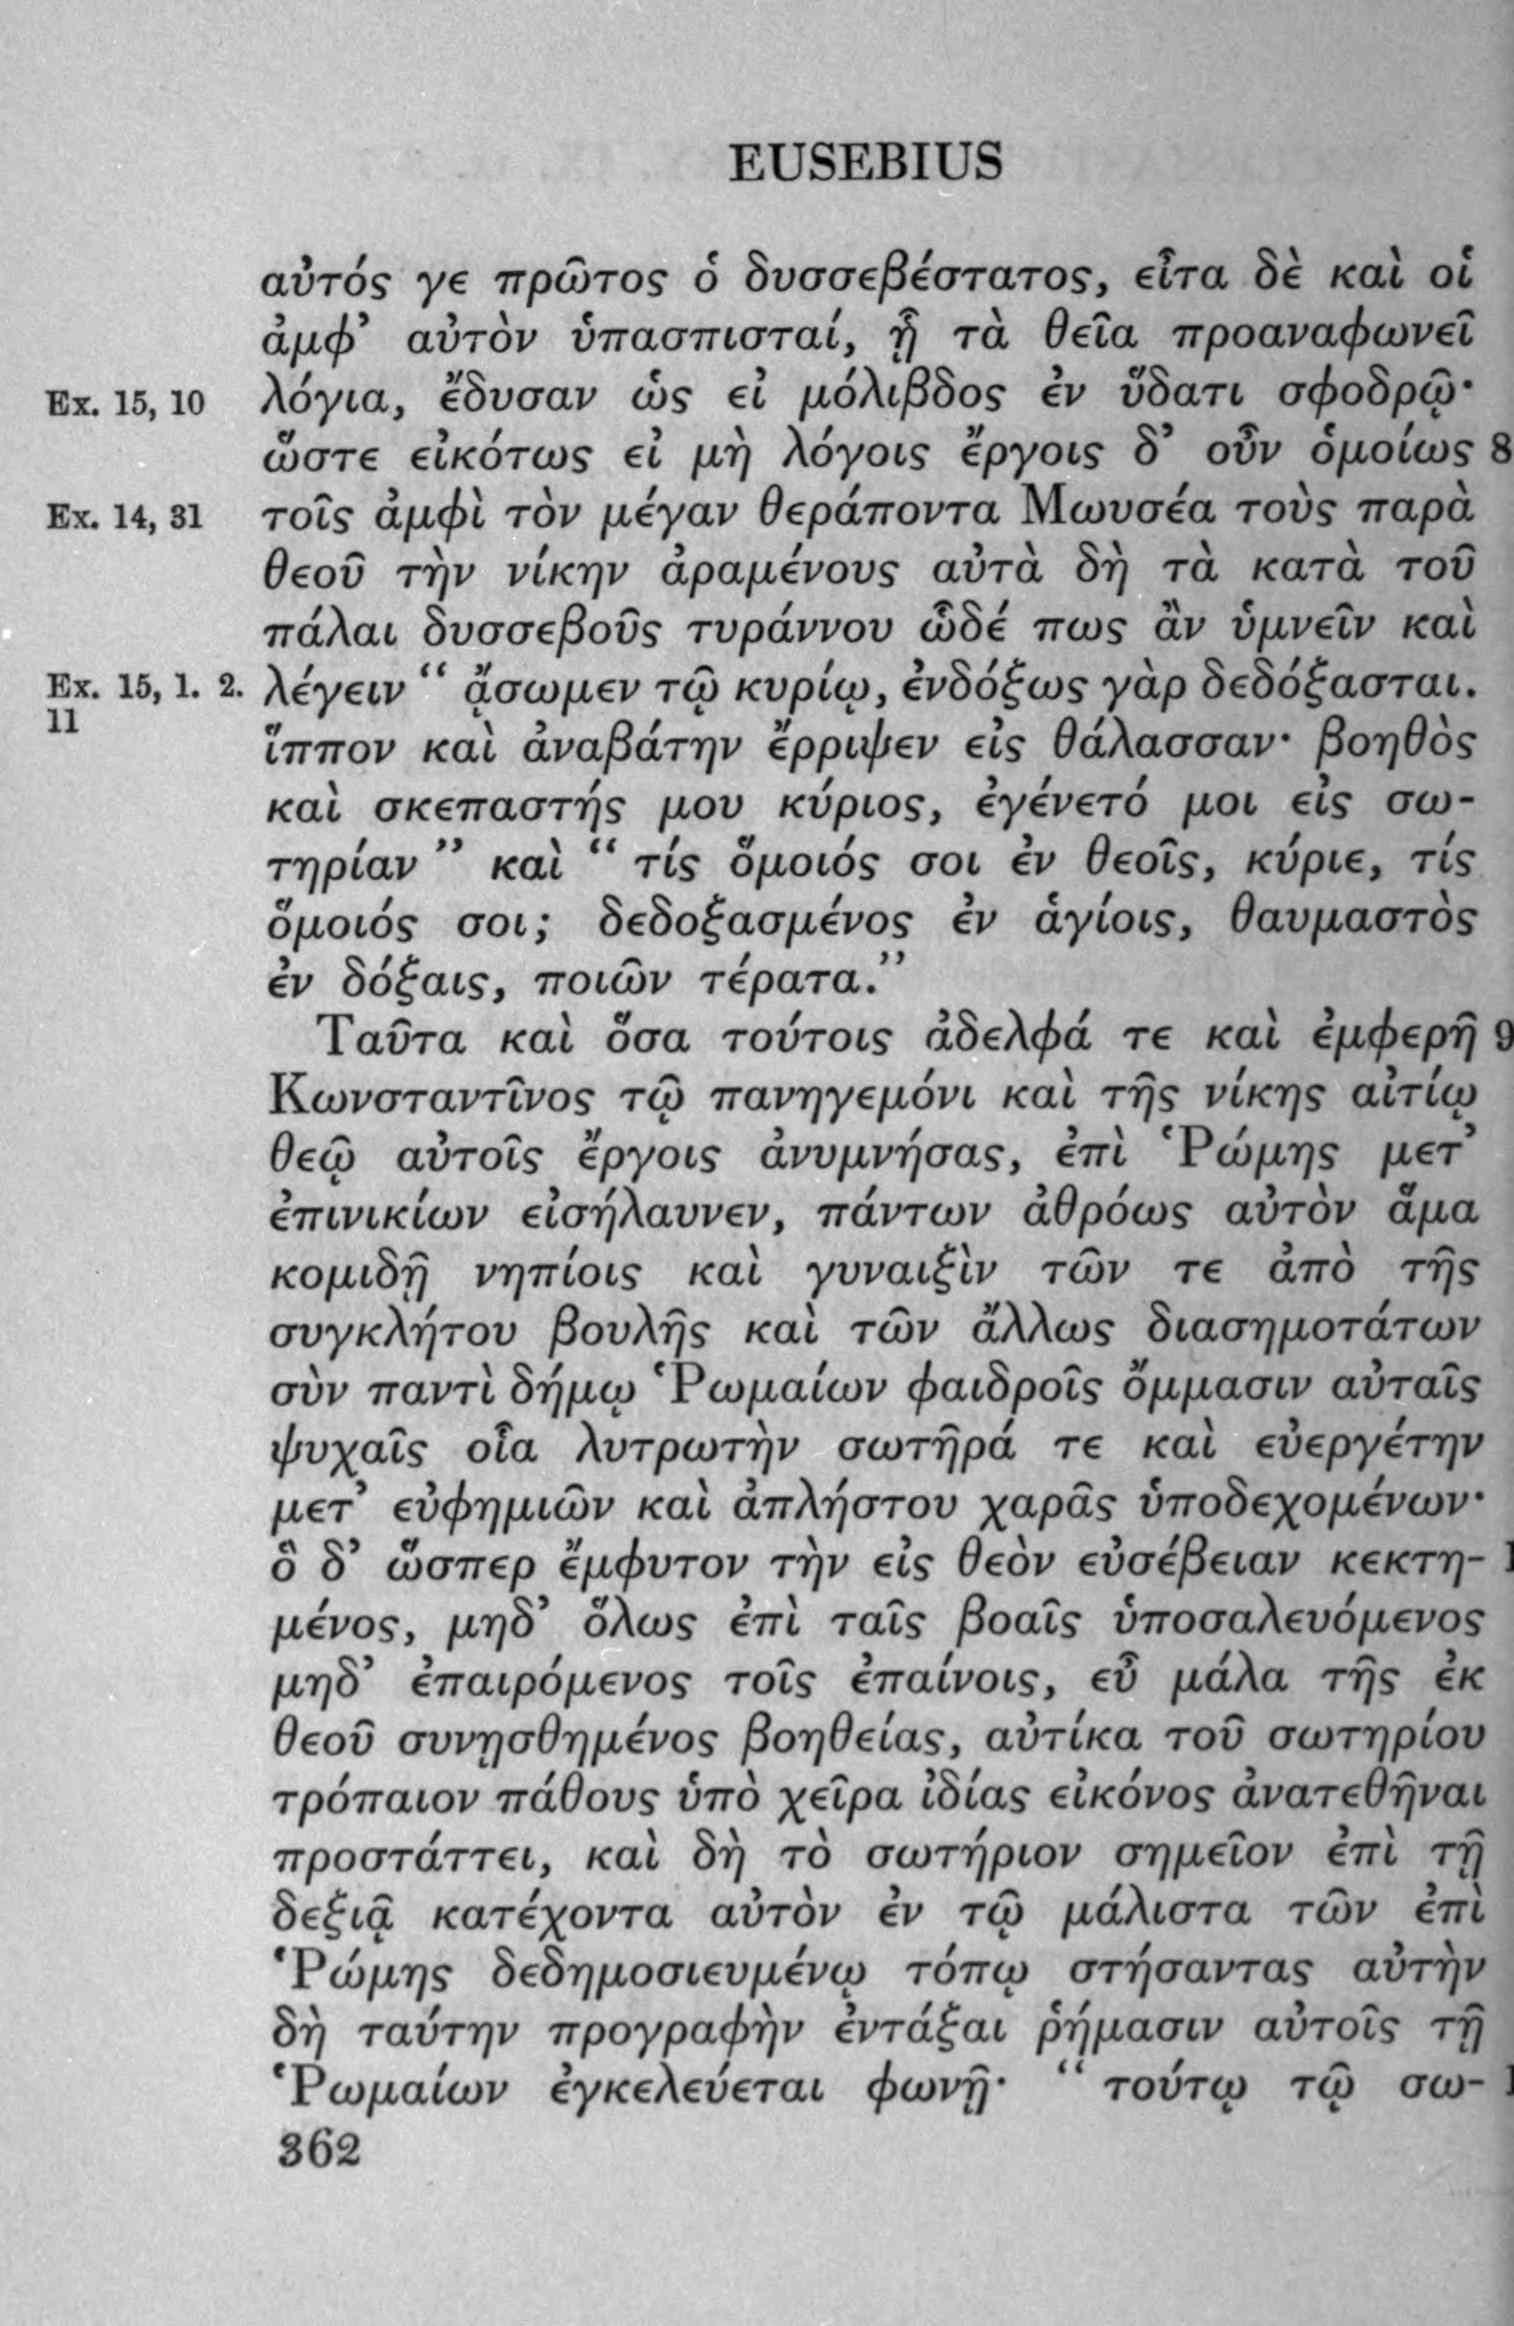 EUSEBIUS
αὐτός γε πρῶτος ὁ δυσσεβέστατος, εἶτα δὲ καὶ οἱ
ἀμφ’ αὐτὸν ὑπασπισταί, ᾗ τὰ θεῖα προαναφωνεῖ
Ex. 15, 10 λόγια, ἔδυσαν ὡς εἰ μόλιβδος ἐν ὕδατι σφοδρῷ·
ὥστε εἰκότως εἰ μὴ λόγοις ἔργοις δ’ οὖν ὁμοίως 8
Ex. 14, 31 τοῖς ἀμφὶ τὸν μέγαν θεράποντα Μωυσέα τοὺς παρὰ
θεοῦ τὴν νίκην ἀραμένους αὐτὰ δὴ τὰ κατὰ τοῦ
πάλαι δυσσεβοῦς τυράννου ὧδέ πως ἂν ὑμνεῖν καὶ
Ex. 15, 1. 2. λέγειν “ ᾄσωμεν τῷ κυρίῳ, ἐνδόξως γὰρ δεδόξασται.
11
ἵππον καὶ ἀναβάτην ἔρριψεν εἰς θάλασσαν· βοηθὸς
καὶ σκεπαστής μου κύριος, ἐγένετό μοι εἰς σω-
τηρίαν ” καὶ “ τίς ὅμοιός σοι ἐν θεοῖς, κύριε, τίς
ὅμοιός σοι; δεδοξασμένος ἐν ἁγίοις, θαυμαστὸς
ἐν δόξαις, ποιῶν τέρατα.”
Ταῦτα καὶ ὅσα τούτοις ἀδελφά τε καὶ ἐμφερῆ 9
Κωνσταντῖνος τῷ πανηγεμόνι καὶ τῆς νίκης αἰτίῳ
θεῷ αὐτοῖς ἔργοις ἀνυμνήσας, ἐπὶ Ῥώμης μετ’
ἐπινικίων εἰσήλαυνεν, πάντων ἀθρόως αὐτὸν ἅμα
κομιδῇ νηπίοις καὶ γυναιξὶν τῶν τε ἀπὸ τῆς
συγκλήτου βουλῆς καὶ τῶν ἄλλως διασημοτάτων
σὺν παντὶ δήμῳ Ῥωμαίων φαιδροῖς ὄμμασιν αὐταῖς
ψυχαῖς οἷα λυτρωτὴν σωτῆρά τε καὶ εὐεργέτην
μετ’ εὐφημιῶν καὶ ἀπλήστου χαρᾶς ὑποδεχομένων·
ὃ δ’ ὥσπερ ἔμφυτον τὴν εἰς θεὸν εὐσέβειαν κεκτη-
μένος, μηδ’ ὅλως ἐπὶ ταῖς βοαῖς ὑποσαλευόμενος
μηδ’ ἐπαιρόμενος τοῖς ἐπαίνοις, εὖ μάλα τῆς ἐκ
θεοῦ συνῃσθημένος βοηθείας, αὐτίκα τοῦ σωτηρίου
τρόπαιον πάθους ὑπὸ χεῖρα ἰδίας εἰκόνος ἀνατεθῆναι
προστάττει, καὶ δὴ τὸ σωτήριον σημεῖον ἐπὶ τῇ
δεξιᾷ κατέχοντα αὐτὸν ἐν τῷ μάλιστα τῶν ἐπὶ
Ῥώμης δεδημοσιευμένῳ τόπῳ στήσαντας αὐτὴν
δὴ ταύτην προγραφὴν ἐντάξαι ῥήμασιν αὐτοῖς τῇ
Ῥωμαίων ἐγκελεύεται φωνῇ· “ τούτῳ τῷ σω-
362